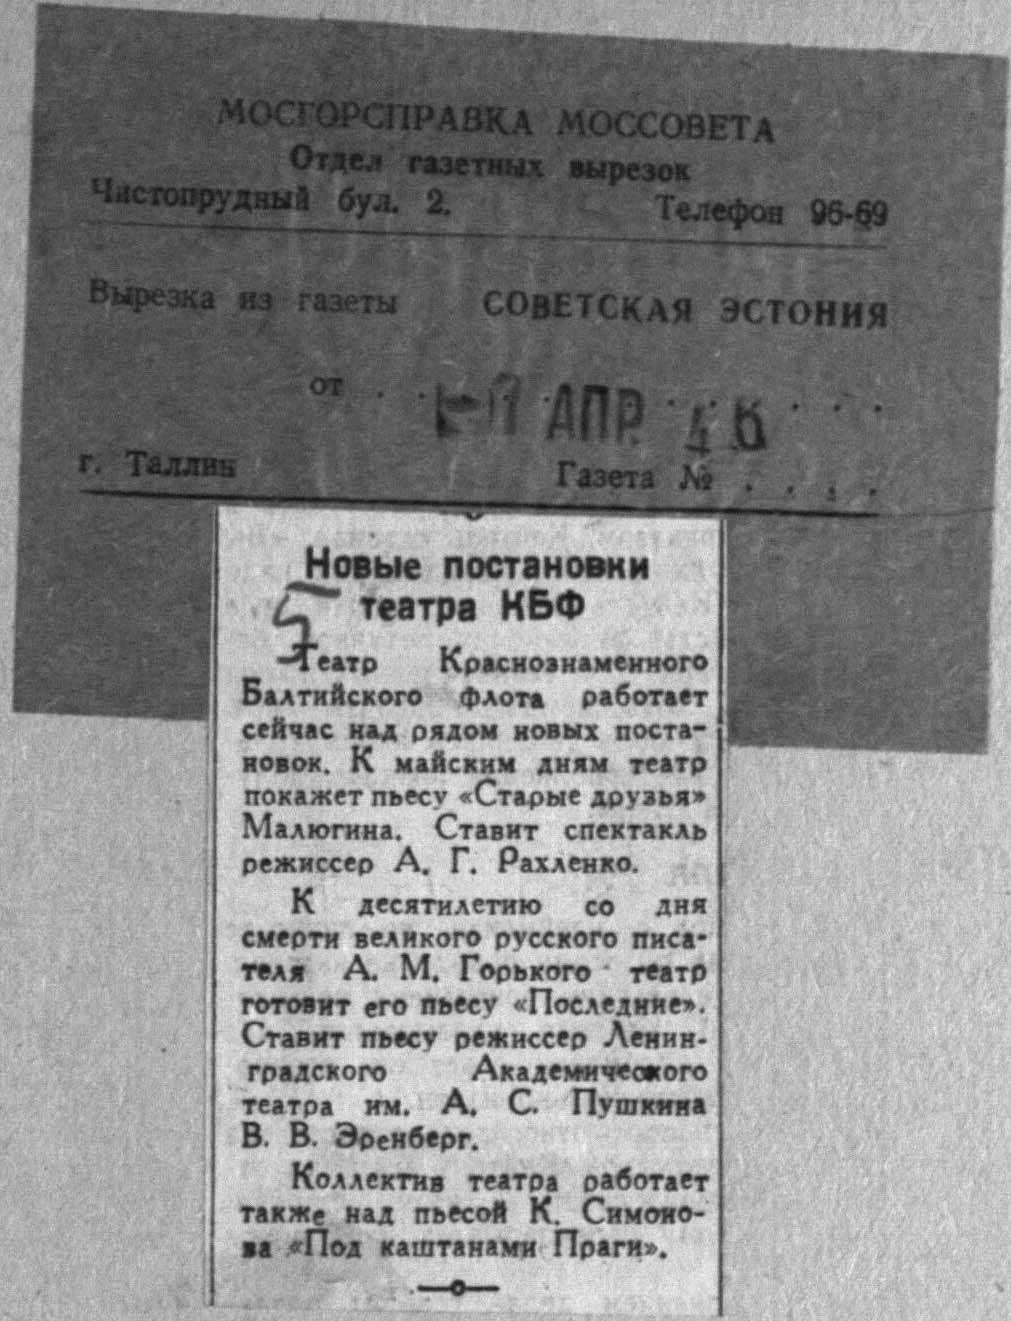 МОСГОРСПРАВКА МОССОВЕТА
Отдел газетных вырезок
Чистопрудный бул. 2. Телефон 96-69
Вырезка из газеты СОВЕТСКАЯ ЭСТОНИЯ
от . . АПР. 46 . . .
г. Таллин Газета № . . . .
Новые постановки
театра КБФ
5
Театр Краснознаменного
Балтийского флота работает
сейчас над рядом новых поста-
новок. К майским дням театр
покажет пьесу «Старые друзья»
Малюгина. Ставит спектакль
режиссер А. Г. Рахленко.
К десятилетию со дня
смерти великого русского писа-
теля А. М. Горького театр
готовит его пьесу «Последние».
Ставит пьесу режиссер Ленин-
градского Академического
театра им. А. С. Пушкина
В. В. Эренберг.
Коллектив театра работает
также над пьесой К. Симоно-
ва «Под каштанами Праги».